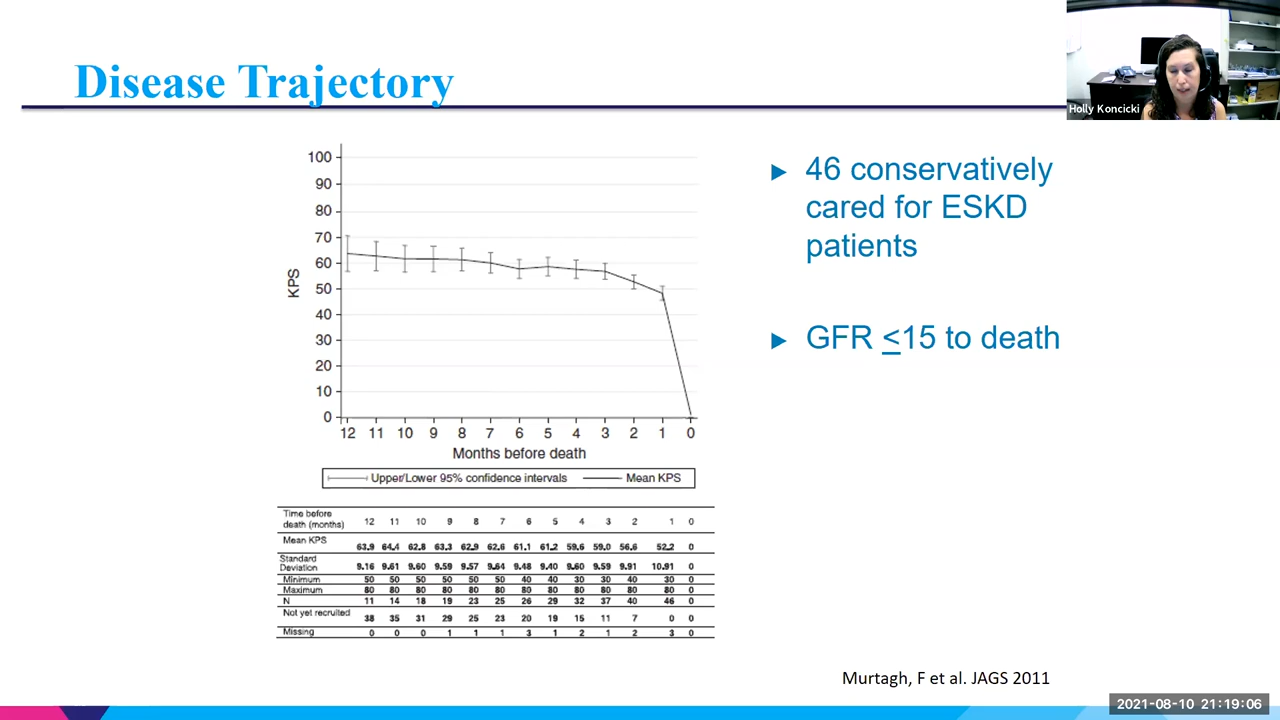 Disease Trajectory
Holly Koncicki
100
90
80
70
60
50
40
30
20
10
0
KPS
12 11 10 9 8 7 6 5 4 3 2 1 0
Months before death
Upper/Lower 95% confidence intervals Mean KPS
Time before
death (months) 12 11 10 9 8 7 6 5 4 3 2 1 0
Mean KPS 63.9 64.4 62.8 63.3 62.9 62.6 61.1 61.2 59.6 59.0 56.6 52.2 0
Standard
Deviation 9.16 9.61 9.60 9.59 9.57 9.64 9.48 9.40 9.60 9.59 9.91 10.91 0
Minimum 50 50 50 50 50 50 40 40 40 30 30 40 30 0
Maximum 80 80 80 80 80 80 80 80 80 80 80 80 0
N 11 14 18 19 23 25 26 29 32 37 40 46 0
Not yet recruited 38 35 31 29 25 23 20 19 15 11 7 0 0
Missing 0 0 0 1 1 1 3 1 2 1 2 3 0
▶ 46 conservatively
cared for ESKD
patients
▶ GFR ≤15 to death
Murtagh, F et al. JAGS 2011
2021-08-10 21:19:06